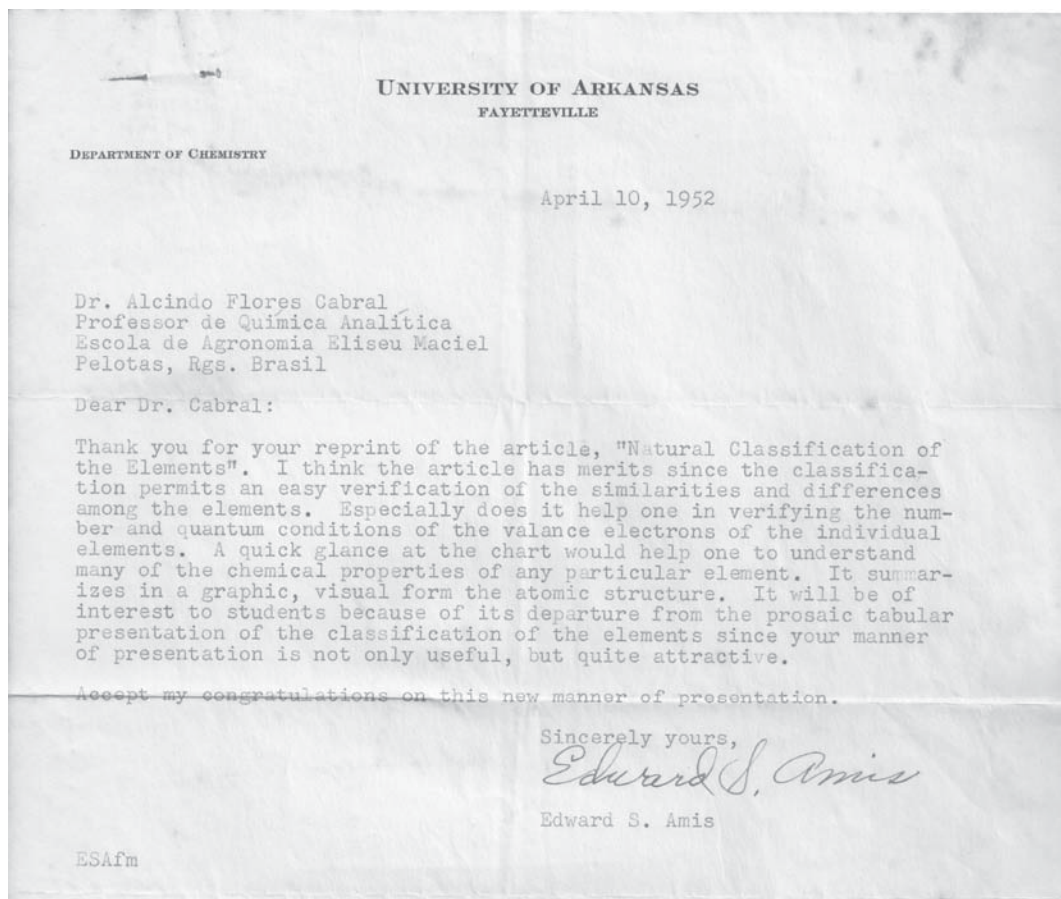 UNIVERSITY OF ARKANSAS
FAYETTEVILLE
DEPARTMENT OF CHEMISTRY
April 10, 1952
Dr. Alcindo Flores Cabral
Professor de Química Analítica
Escola de Agronomia Eliseu Maciel
Pelotas, Rgs. Brasil
Dear Dr. Cabral:
Thank you for your reprint of the article, "Natural Classification of
the Elements". I think the article has merits since the classifica-
tion permits an easy verification of the similarities and differences
among the elements. Especially does it help one in verifying the num-
ber and quantum conditions of the valance electrons of the individual
elements. A quick glance at the chart would help one to understand
many of the chemical properties of any particular element. It summar-
izes in a graphic, visual form the atomic structure. It will be of
interest to students because of its departure from the prosaic tabular
presentation of the classification of the elements since your manner
of presentation is not only useful, but quite attractive.
Accept my congratulations on this new manner of presentation.
Sincerely yours,
Edward S. Amis
Edward S. Amis
ESAfm